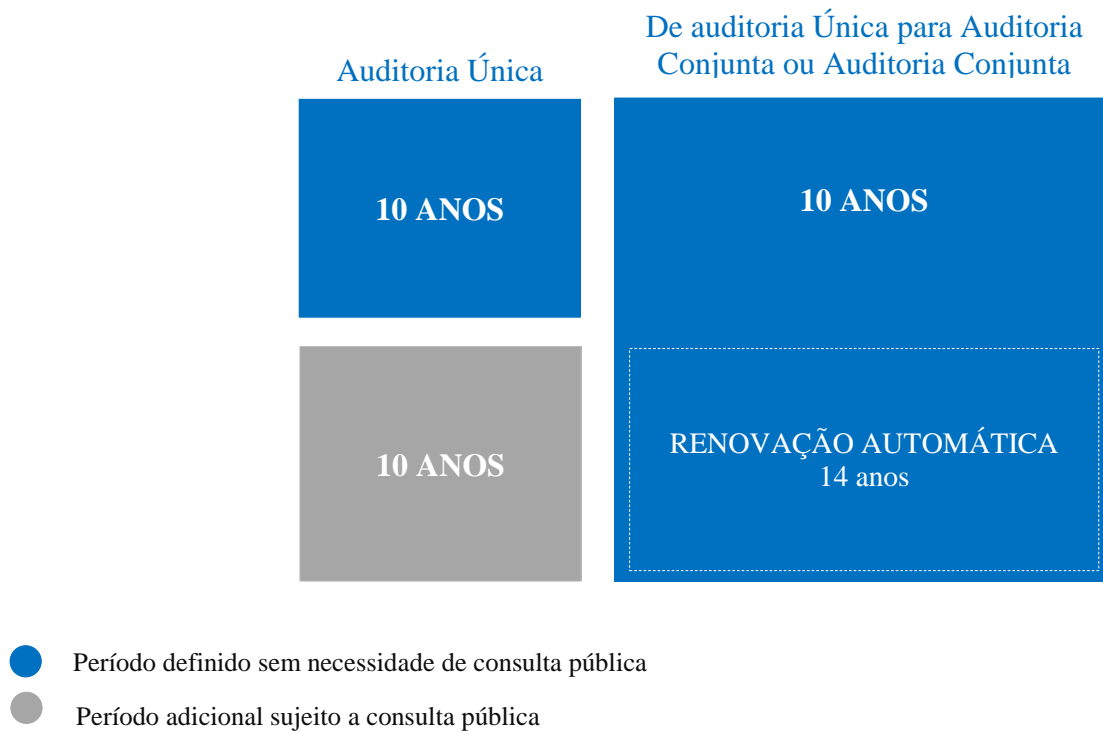 Auditoria Única
De auditoria Única para Auditoria
Conjunta ou Auditoria Conjunta
10 ANOS
10 ANOS
10 ANOS
RENOVAÇÃO AUTOMÁTICA
14 anos
Período definido sem necessidade de consulta pública
Período adicional sujeito a consulta pública